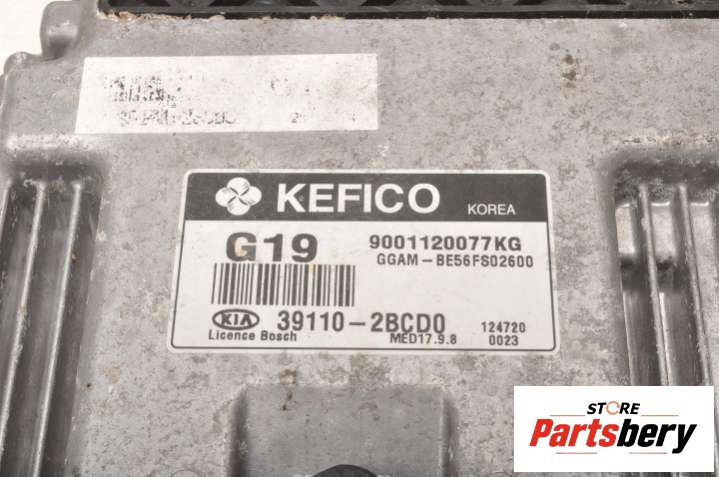 KEFICO KOREA
G19 9001120077KG
GGAM-BE56FS02600
KIA 39110-2BCD0 124720
Licence Bosch MED17.9.8 0023
STORE
Partsbery